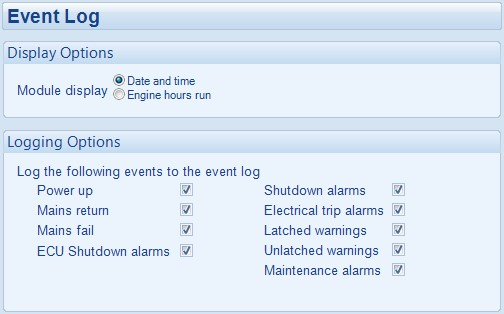 Event Log
Display Options
Module display
Date and time
Engine hours run
Logging Options
Log the following events to the event log
Power up
Mains return
Mains fail
ECU Shutdown alarms
Shutdown alarms
Electrical trip alarms
Latched warnings
Unlatched warnings
Maintenance alarms